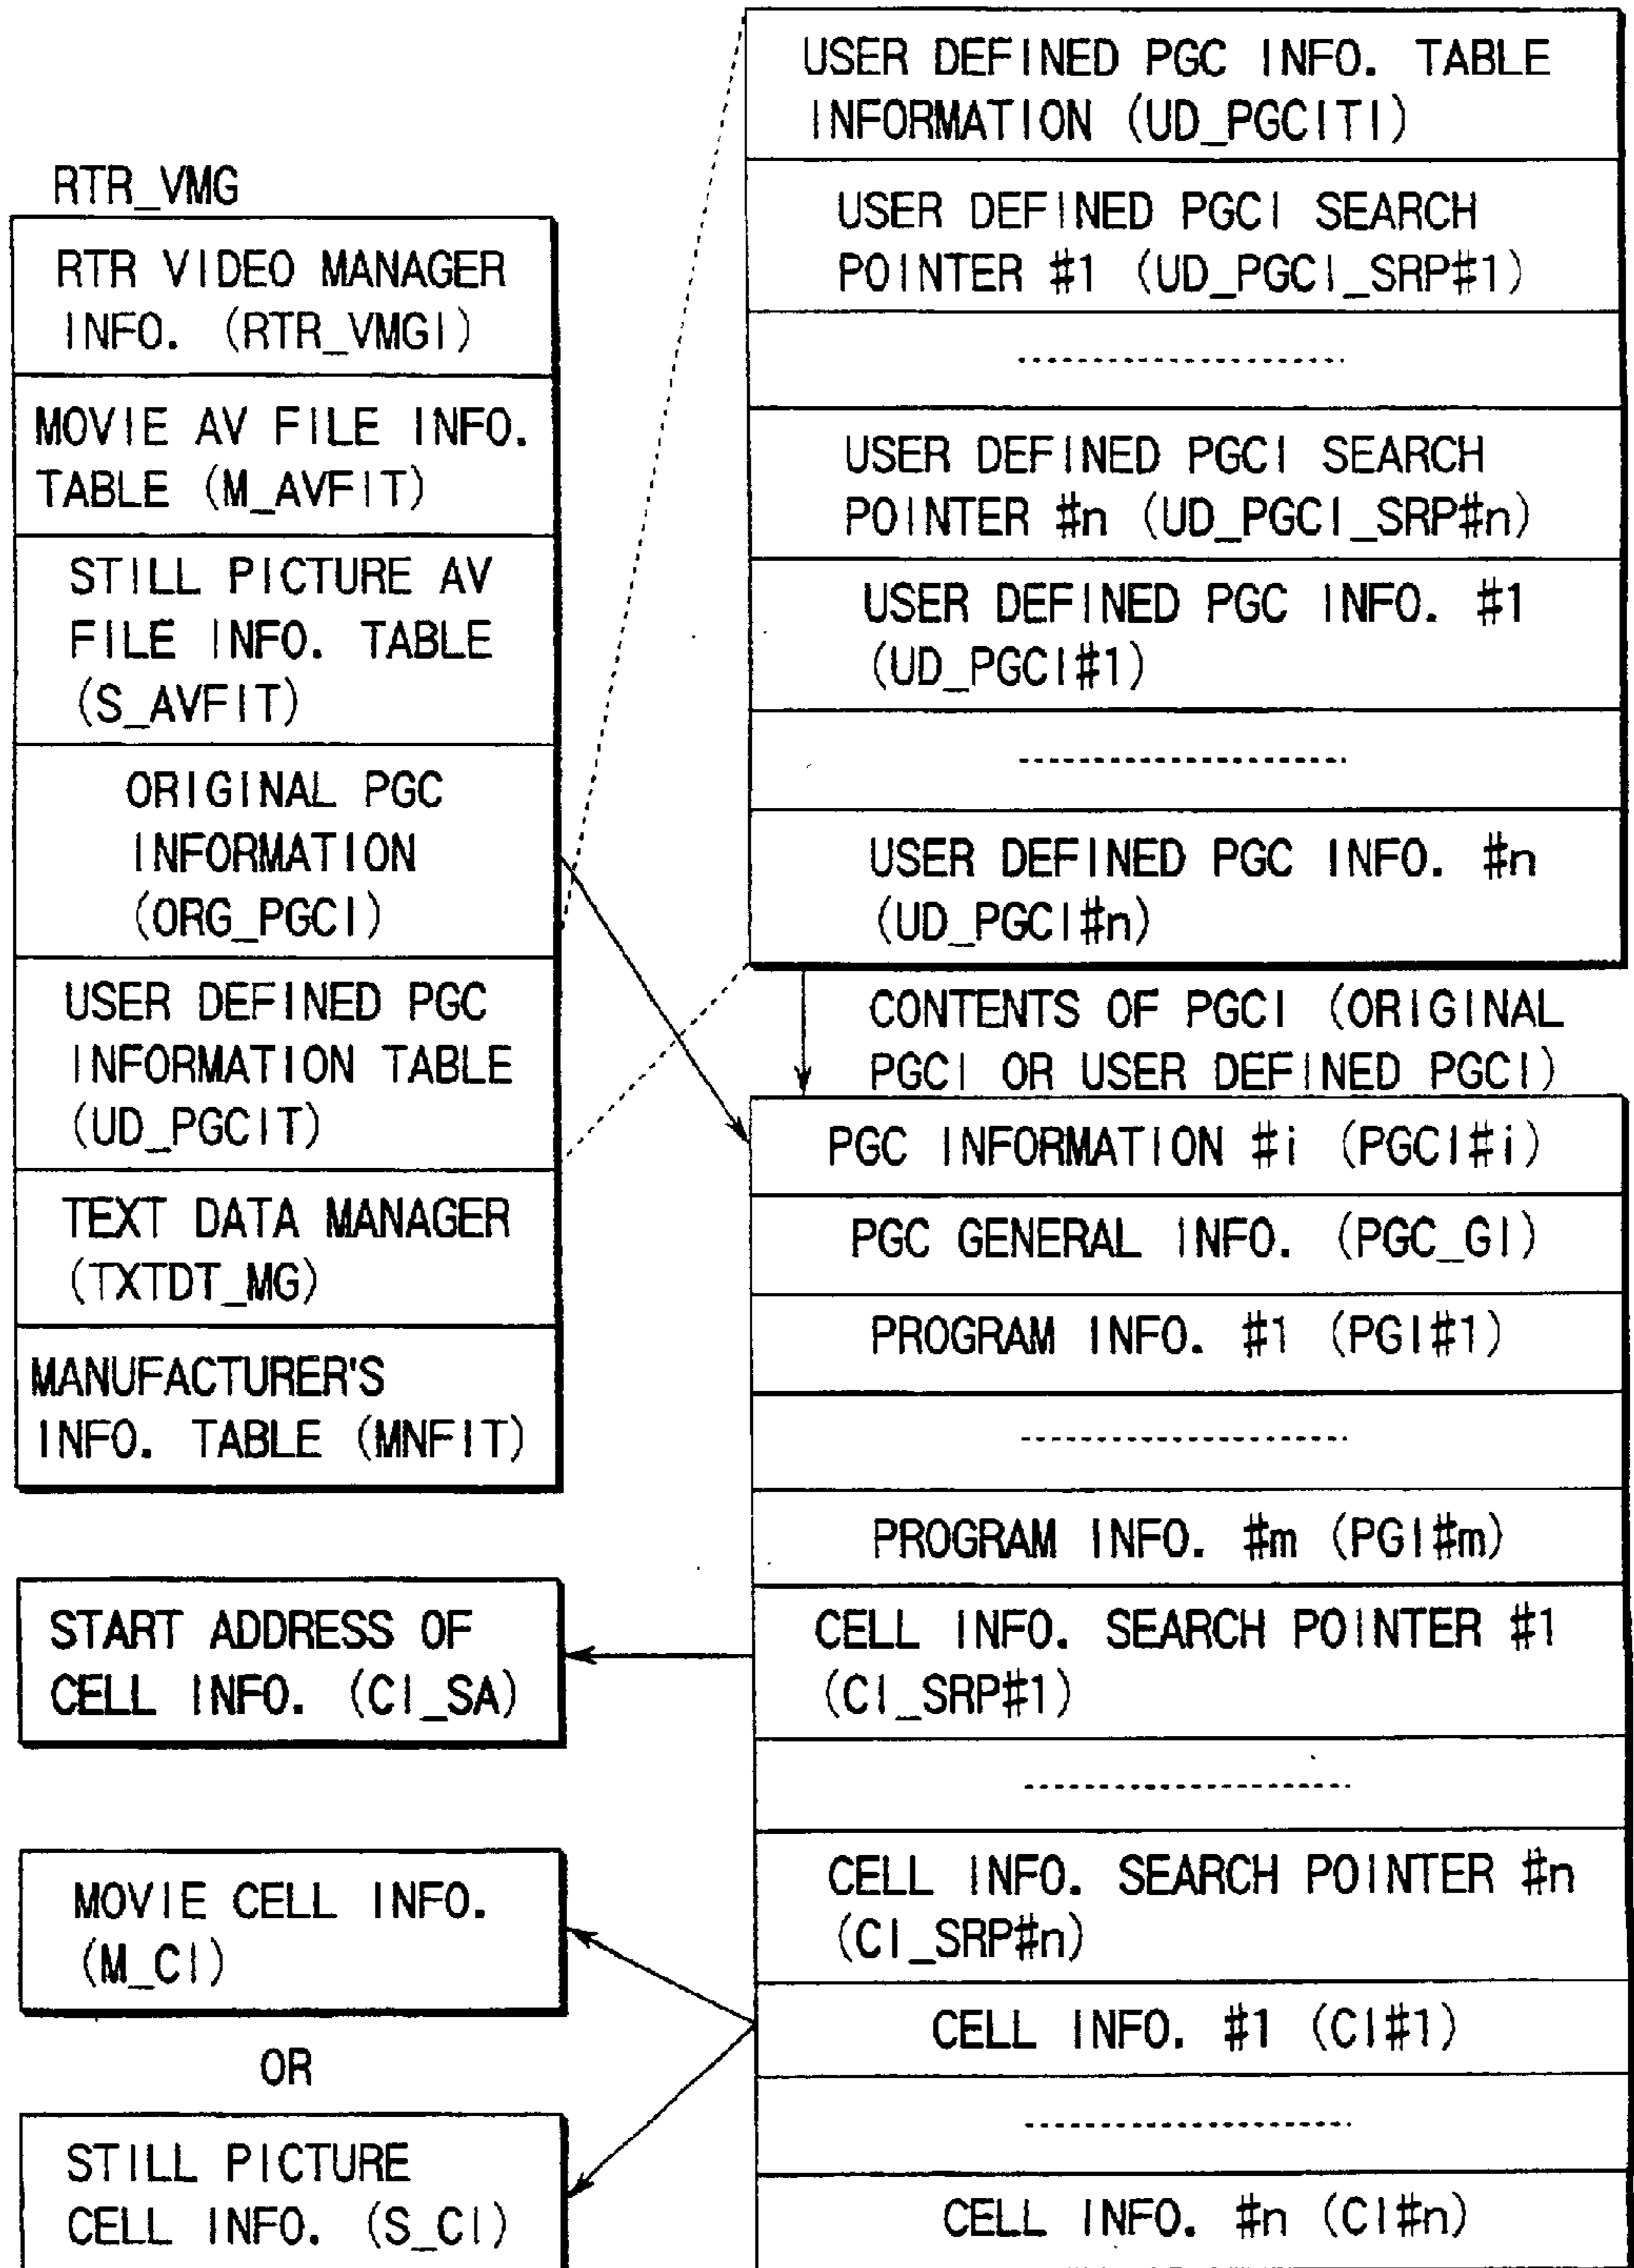 RTR_VMG
RTR VIDEO MANAGER
INFO. (RTR_VMGI)
MOVIE AV FILE INFO.
TABLE (M_AVFIT)
STILL PICTURE AV
FILE INFO. TABLE
(S_AVFIT)
ORIGINAL PGC
INFORMATION
(ORG_PGCI)
USER DEFINED PGC
INFORMATION TABLE
(UD_PGCIT)
TEXT DATA MANAGER
(TXTDT_MG)
MANUFACTURER'S
INFO. TABLE (MNFIT)
USER DEFINED PGC INFO. TABLE
INFORMATION (UD_PGCITI)
USER DEFINED PGCI SEARCH
POINTER #1 (UD_PGCI_SRP#1)
USER DEFINED PGCI SEARCH
POINTER #n (UD_PGCI_SRP#n)
USER DEFINED PGC INFO. #1
(UD_PGCI#1)
USER DEFINED PGC INFO. #n
(UD_PGCI#n)
CONTENTS OF PGCI (ORIGINAL
PGCI OR USER DEFINED PGCI)
PGC INFORMATION #i (PGCI#i)
PGC GENERAL INFO. (PGC_GI)
PROGRAM INFO. #1 (PGI#1)
PROGRAM INFO. #m (PGI#m)
CELL INFO. SEARCH POINTER #1
(CI_SRP#1)
CELL INFO. SEARCH POINTER #n
(CI_SRP#n)
CELL INFO. #1 (CI#1)
CELL INFO. #n (CI#n)
START ADDRESS OF
CELL INFO. (CI_SA)
MOVIE CELL INFO.
(M_CI)
OR
STILL PICTURE
CELL INFO. (S_CI)